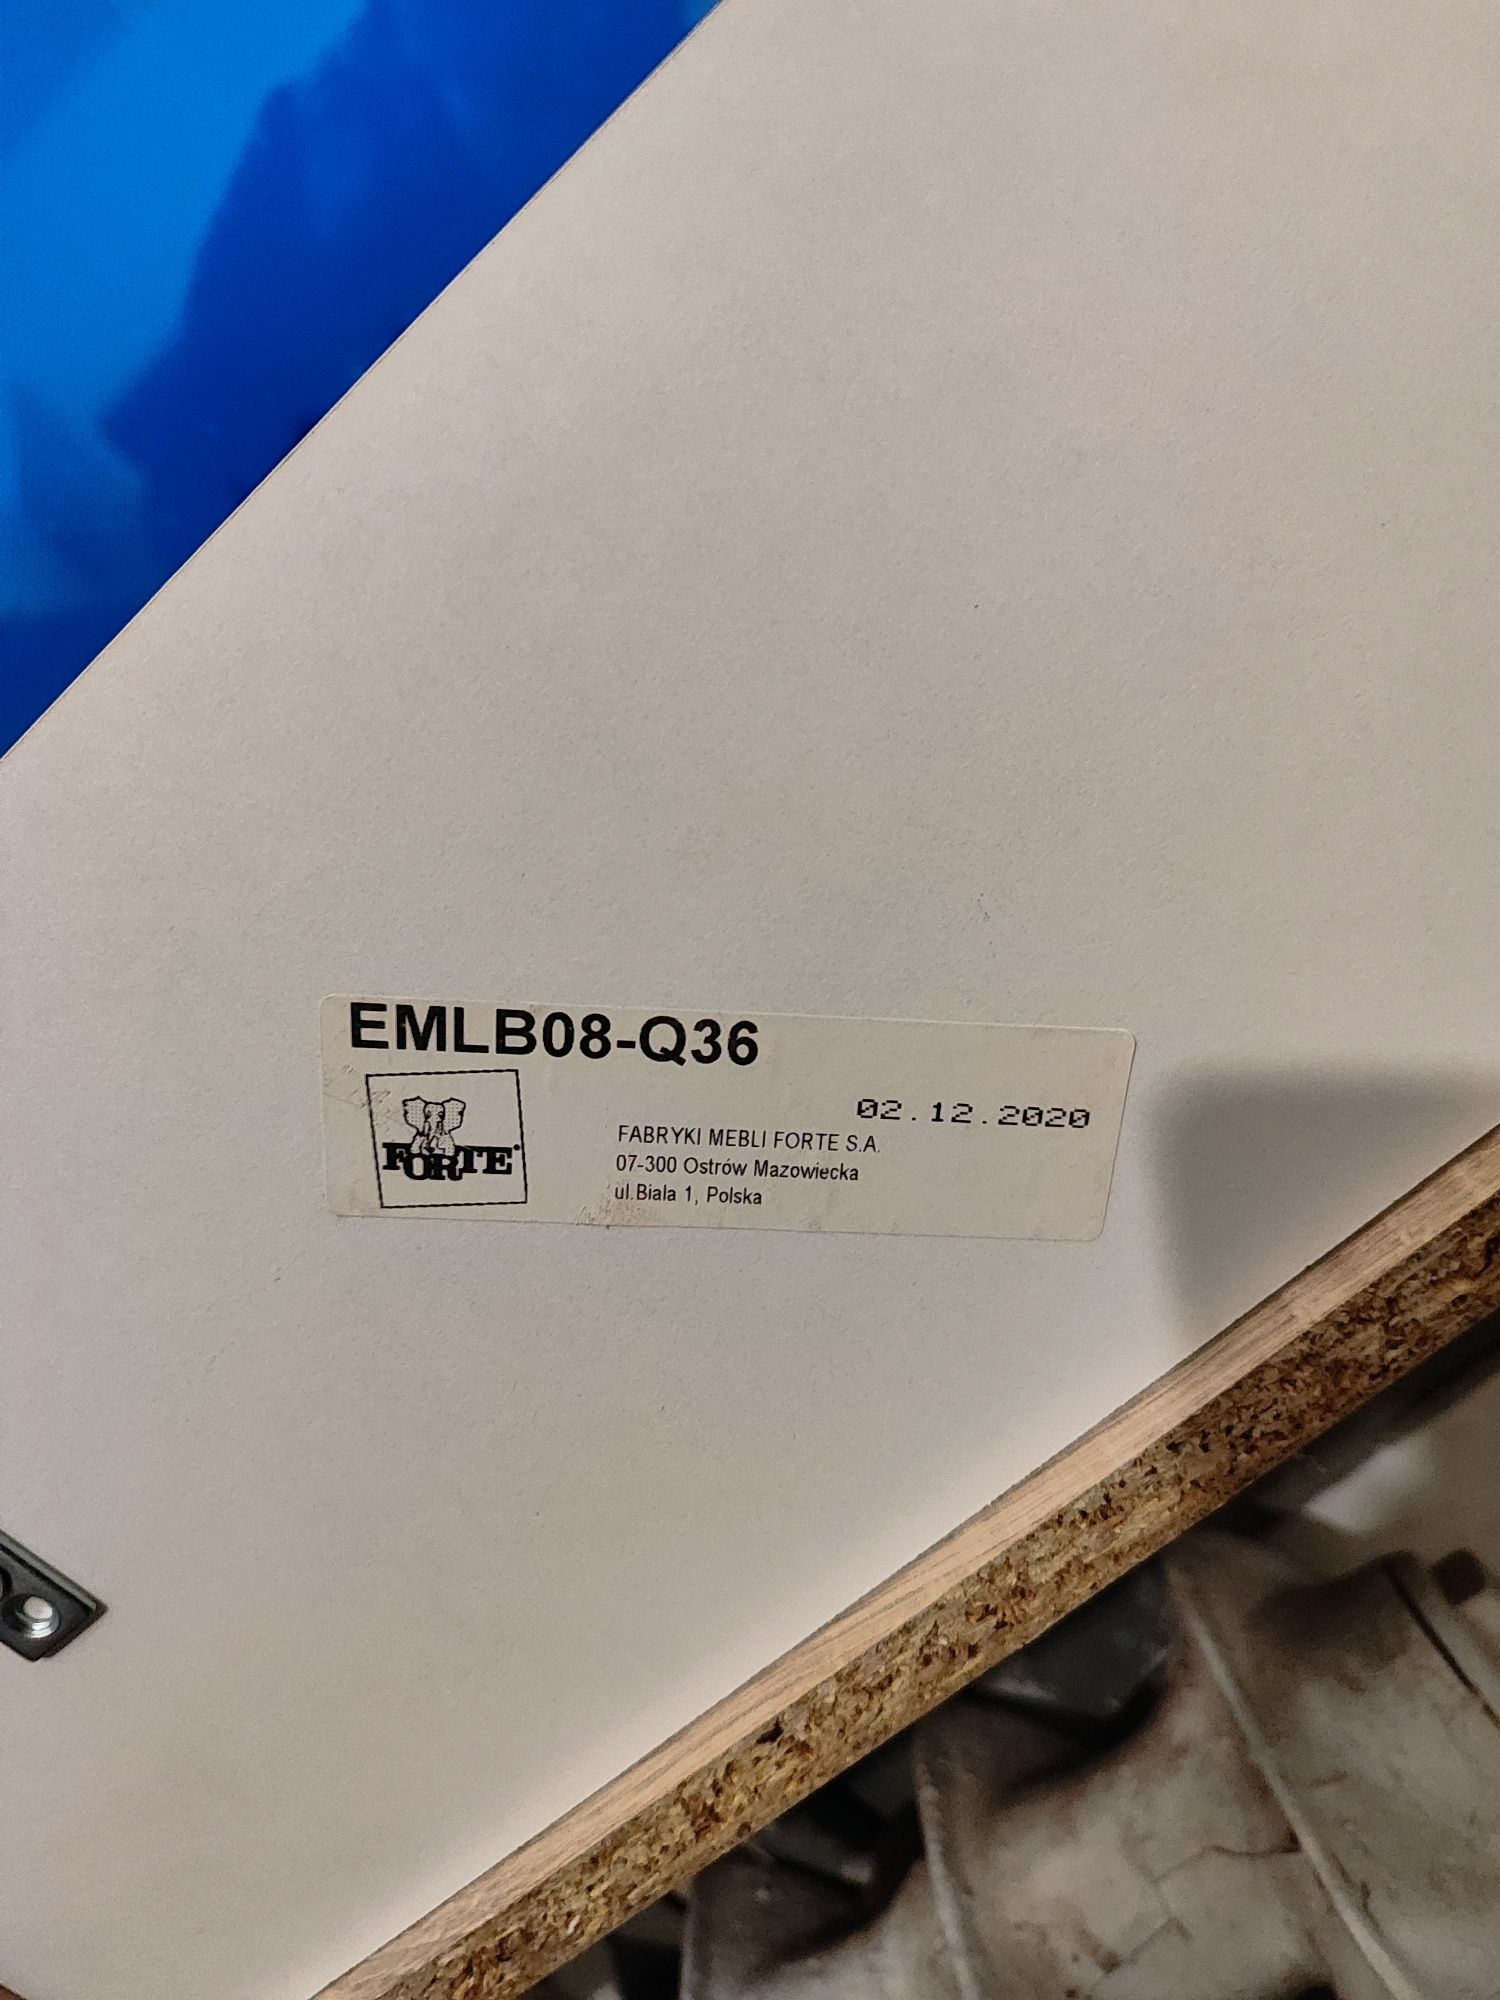 EMLB08-Q36
02.12.2020
FORTE®
FABRYKI MEBLI FORTE S.A.
07-300 Ostrów Mazowiecka
ul.Biala 1, Polska